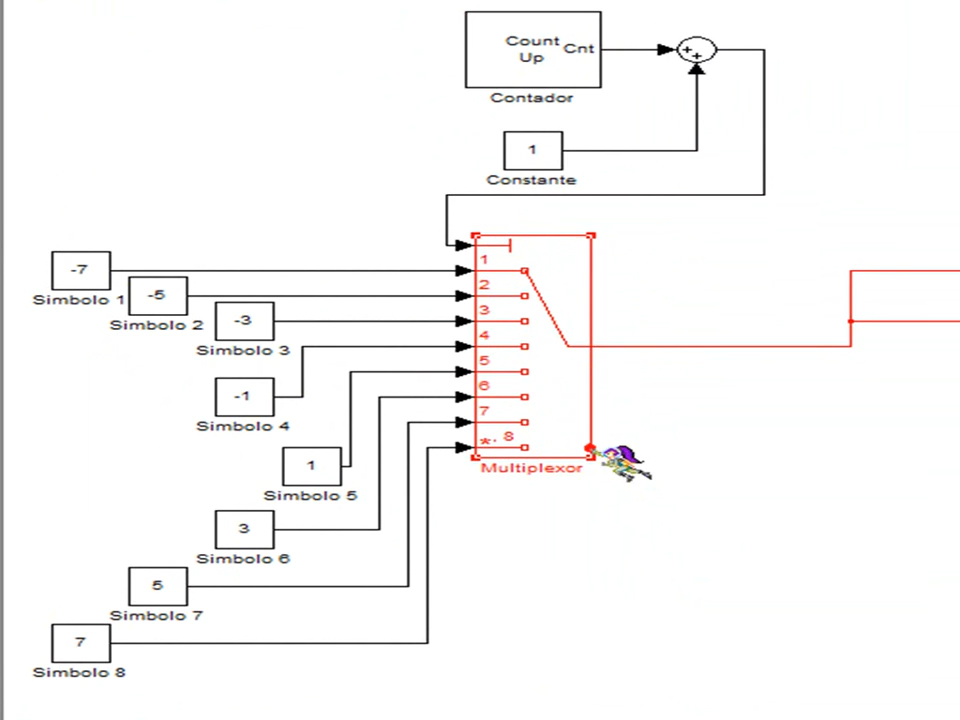 Count Up Cnt
Contador
1
Constante
-7
Simbolo 1
-5
Simbolo 2
-3
Simbolo 3
-1
Simbolo 4
1
Simbolo 5
3
Simbolo 6
5
Simbolo 7
7
Simbolo 8
1
2
3
4
5
6
7
*, 8
Multiplexor